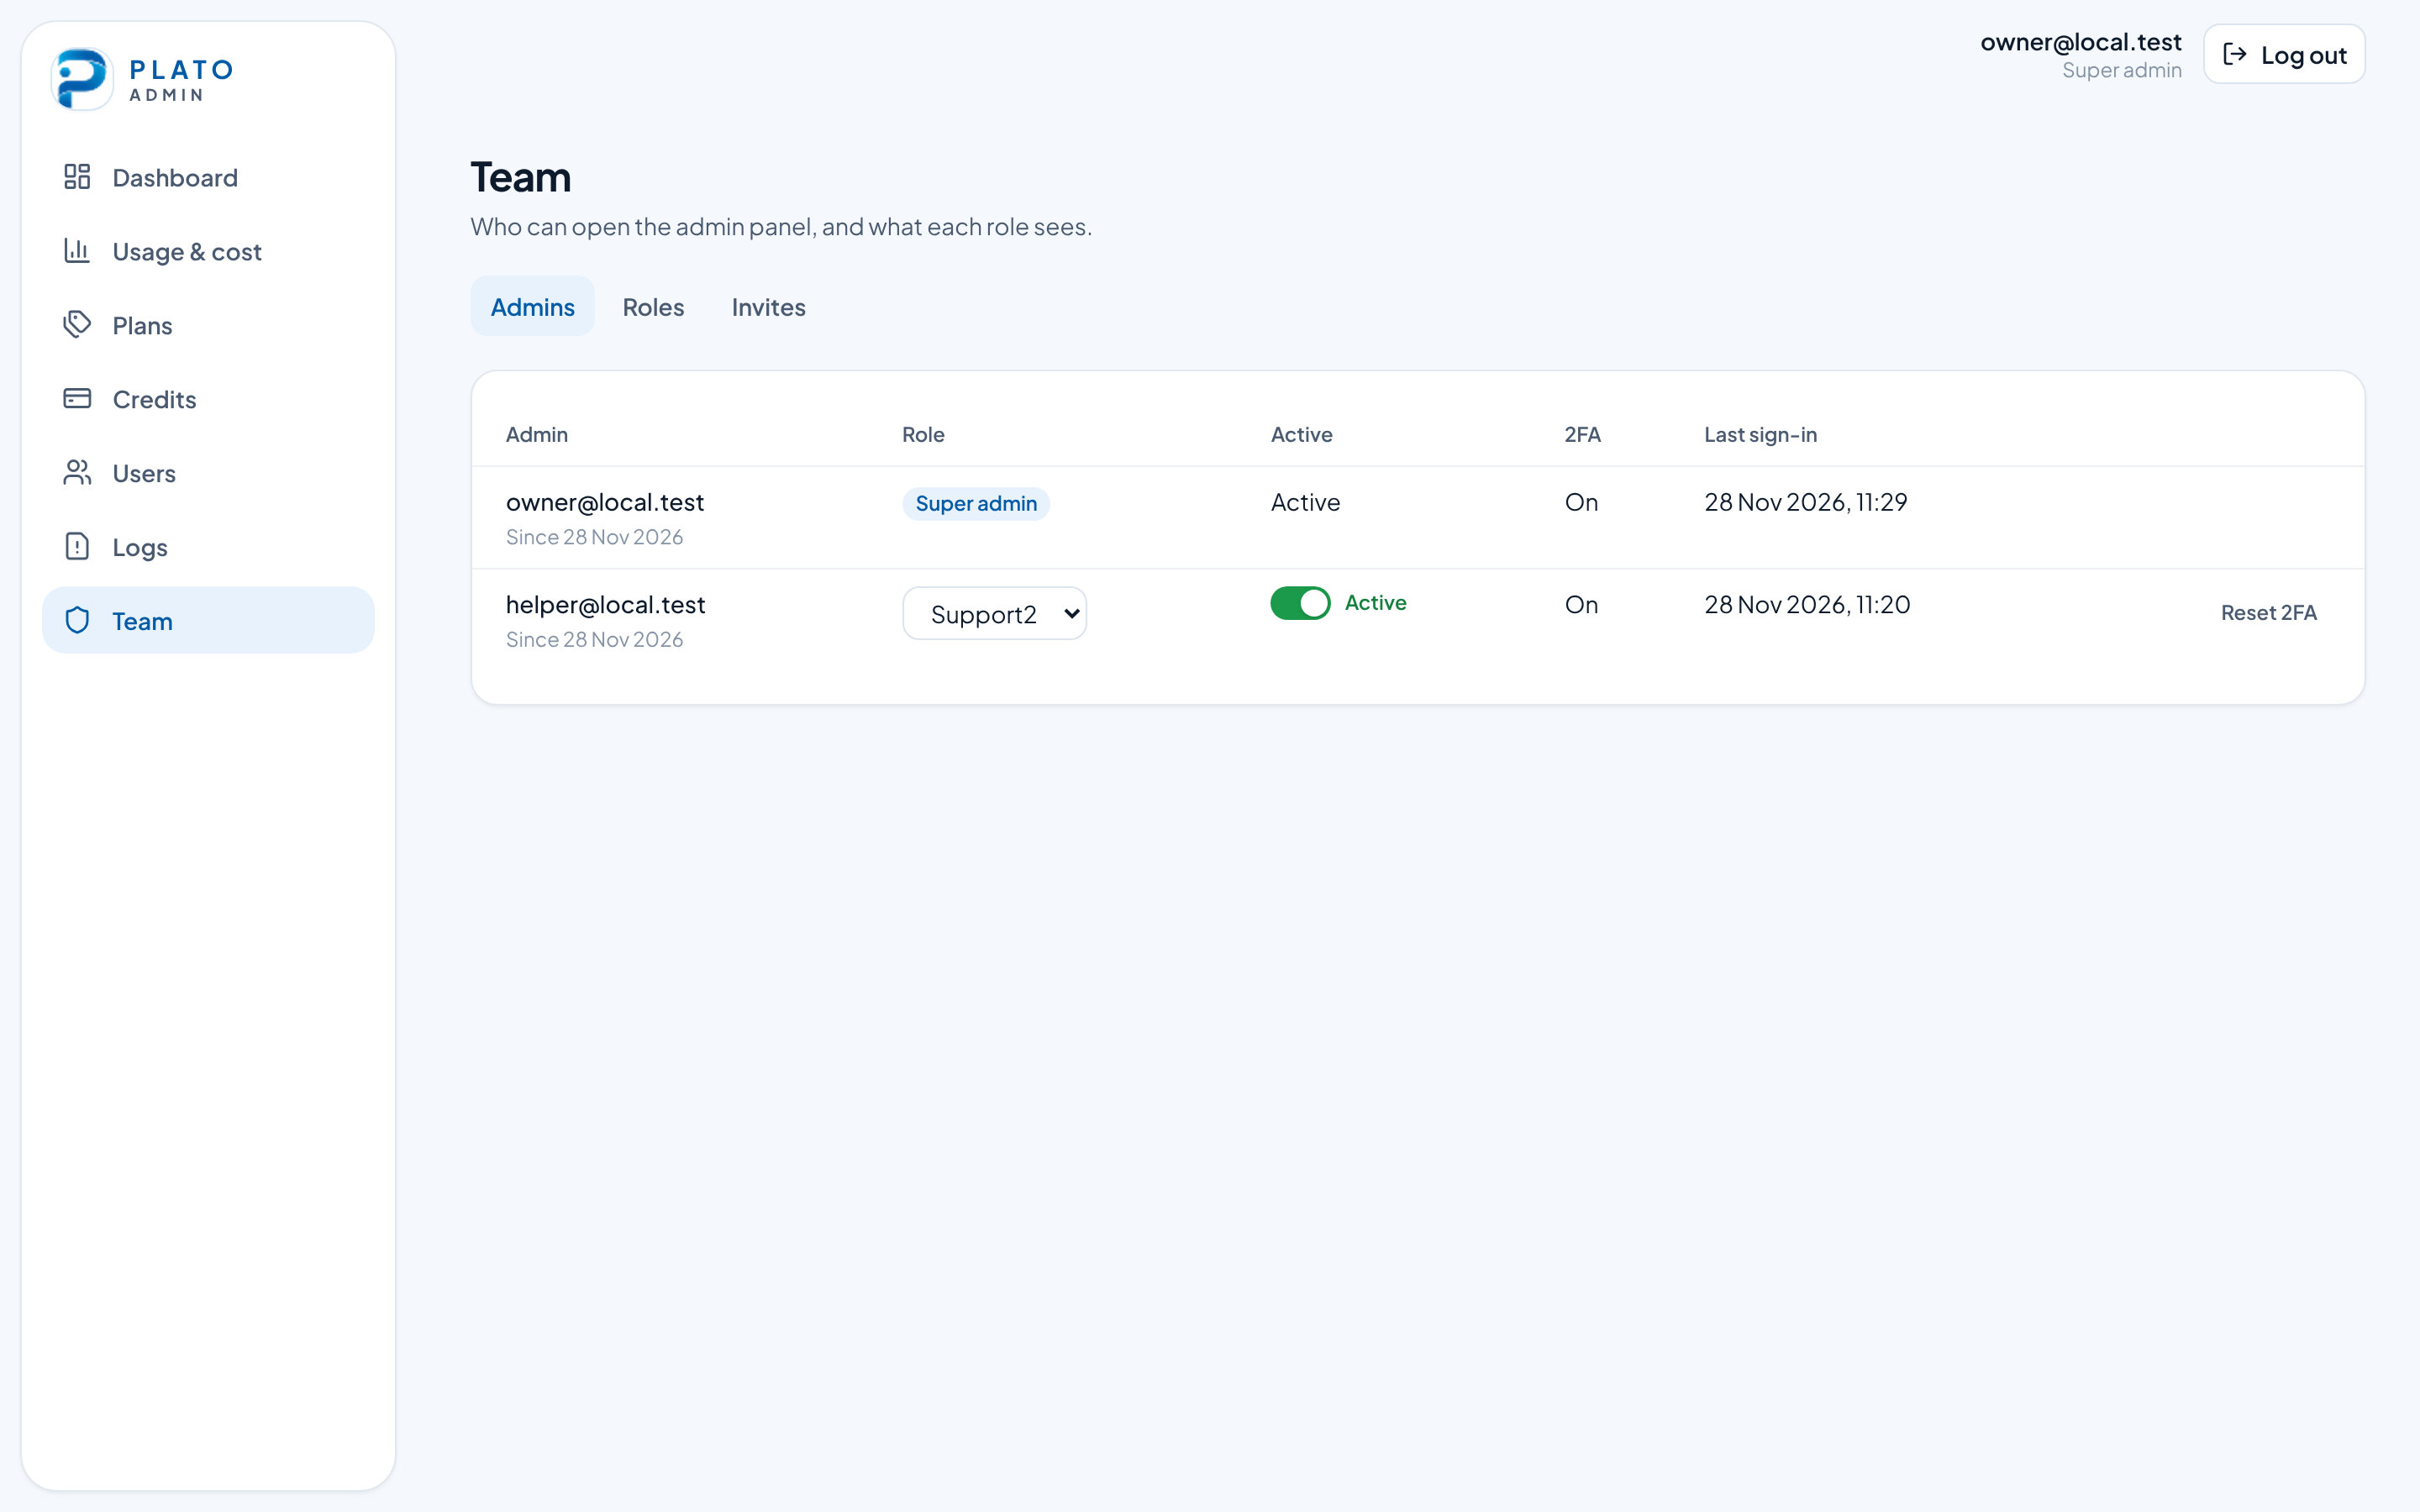 PLATO
ADMIN
Dashboard
Usage & cost
Plans
Credits
Users
Logs
Team
owner@local.test
Super admin
Log out
Team
Who can open the admin panel, and what each role sees.
Admins Roles Invites
Admin Role Active 2FA Last sign-in
owner@local.test Super admin Active On 28 Nov 2026, 11:29
Since 28 Nov 2026
helper@local.test Support2 Active On 28 Nov 2026, 11:20 Reset 2FA
Since 28 Nov 2026